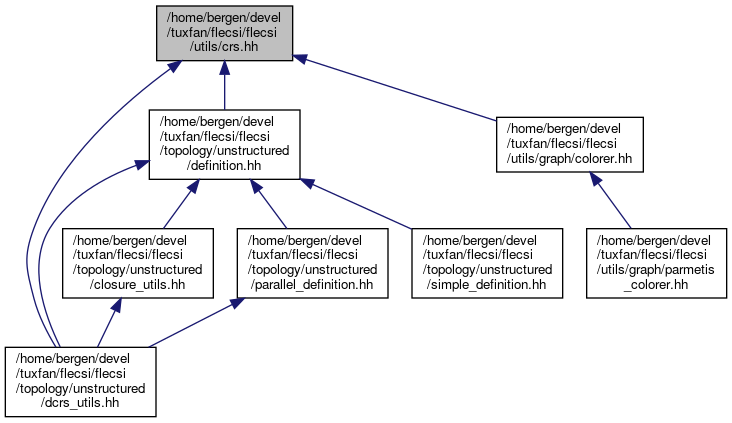 /home/bergen/devel
/tuxfan/flecsi/flecsi
/utils/crs.hh
/home/bergen/devel
/tuxfan/flecsi/flecsi
/topology/unstructured
/definition.hh
/home/bergen/devel
/tuxfan/flecsi/flecsi
/utils/graph/colorer.hh
/home/bergen/devel
/tuxfan/flecsi/flecsi
/topology/unstructured
/closure_utils.hh
/home/bergen/devel
/tuxfan/flecsi/flecsi
/topology/unstructured
/parallel_definition.hh
/home/bergen/devel
/tuxfan/flecsi/flecsi
/topology/unstructured
/simple_definition.hh
/home/bergen/devel
/tuxfan/flecsi/flecsi
/utils/graph/parmetis
_colorer.hh
/home/bergen/devel
/tuxfan/flecsi/flecsi
/topology/unstructured
/dcrs_utils.hh